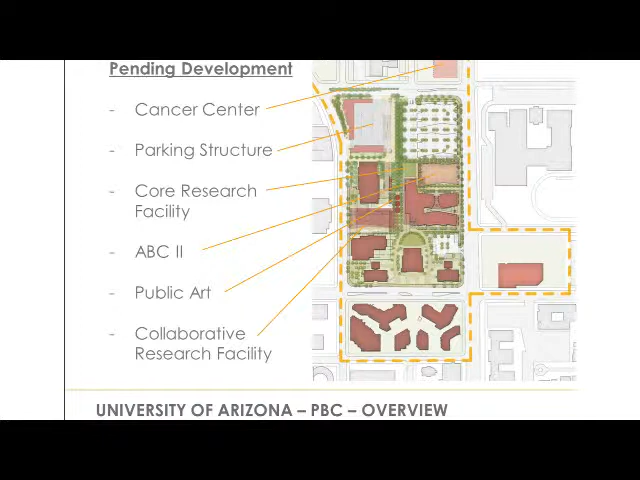 Pending Development
- Cancer Center
- Parking Structure
- Core Research
Facility
- ABC II
- Public Art
- Collaborative
Research Facility
UNIVERSITY OF ARIZONA – PBC – OVERVIEW